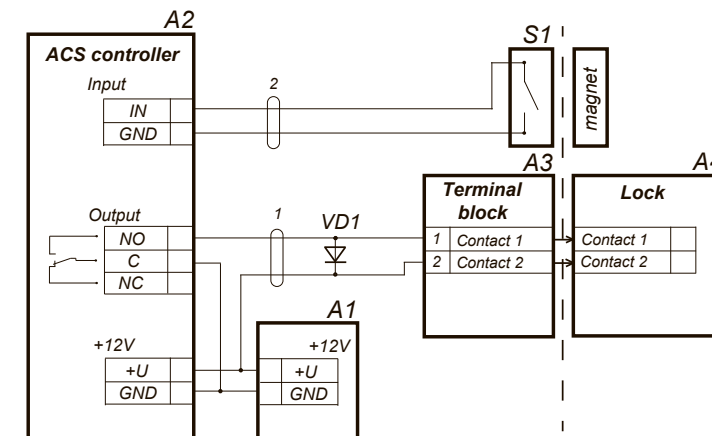 A2
ACS controller
Input
IN
GND
2
S1
magnet
A3
Terminal
block
1 Contact 1
2 Contact 2
A4
Lock
Contact 1
Contact 2
Output
NO
C
NC
1
VD1
A1
+12V
+U
GND
+12V
+U
GND